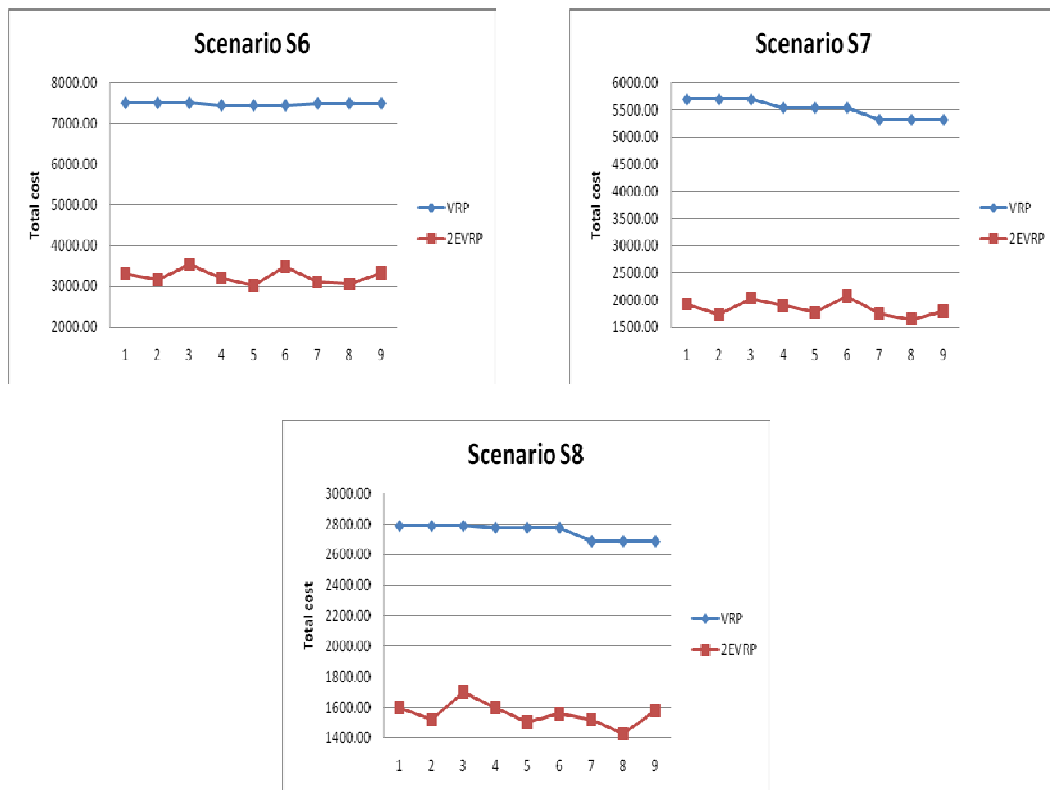 Scenario S6
8000.00
7000.00
6000.00
5000.00
4000.00
3000.00
2000.00
Total cost
1 2 3 4 5 6 7 8 9
VRP
2EVRP
Scenario S7
6000.00
5500.00
5000.00
4500.00
4000.00
3500.00
3000.00
2500.00
2000.00
1500.00
Total cost
1 2 3 4 5 6 7 8 9
VRP
2EVRP
Scenario S8
3000.00
2800.00
2600.00
2400.00
2200.00
2000.00
1800.00
1600.00
1400.00
Total cost
1 2 3 4 5 6 7 8 9
VRP
2EVRP